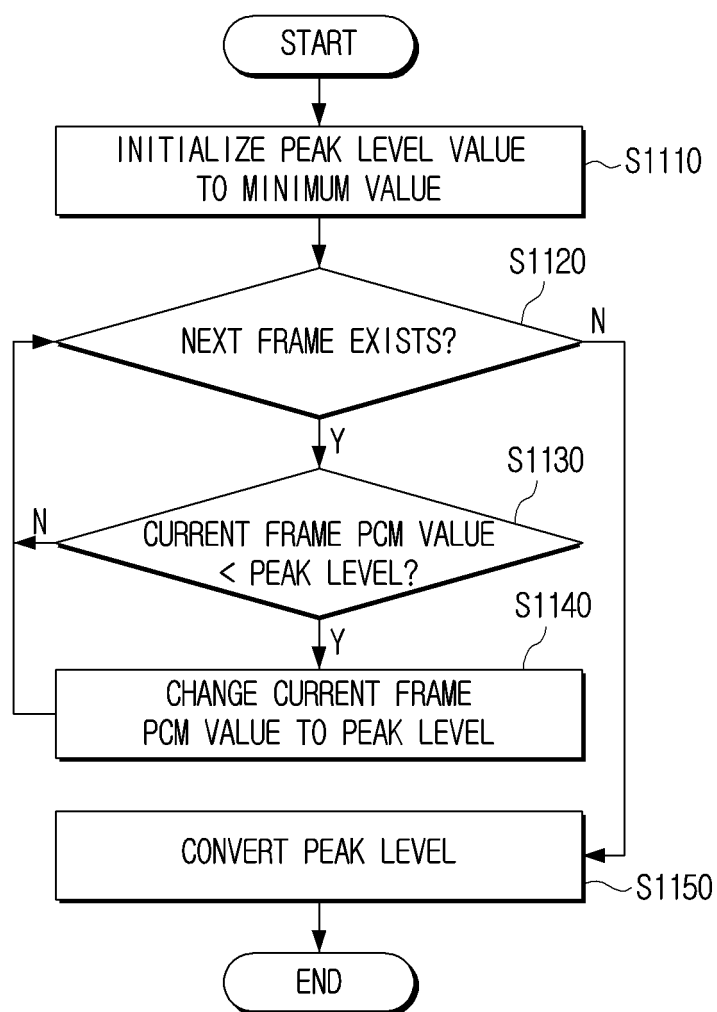 START
INITIALIZE PEAK LEVEL VALUE
TO MINIMUM VALUE
S1110
S1120
NEXT FRAME EXISTS?
N
Y
S1130
N
CURRENT FRAME PCM VALUE
< PEAK LEVEL?
Y
S1140
CHANGE CURRENT FRAME
PCM VALUE TO PEAK LEVEL
CONVERT PEAK LEVEL
S1150
END